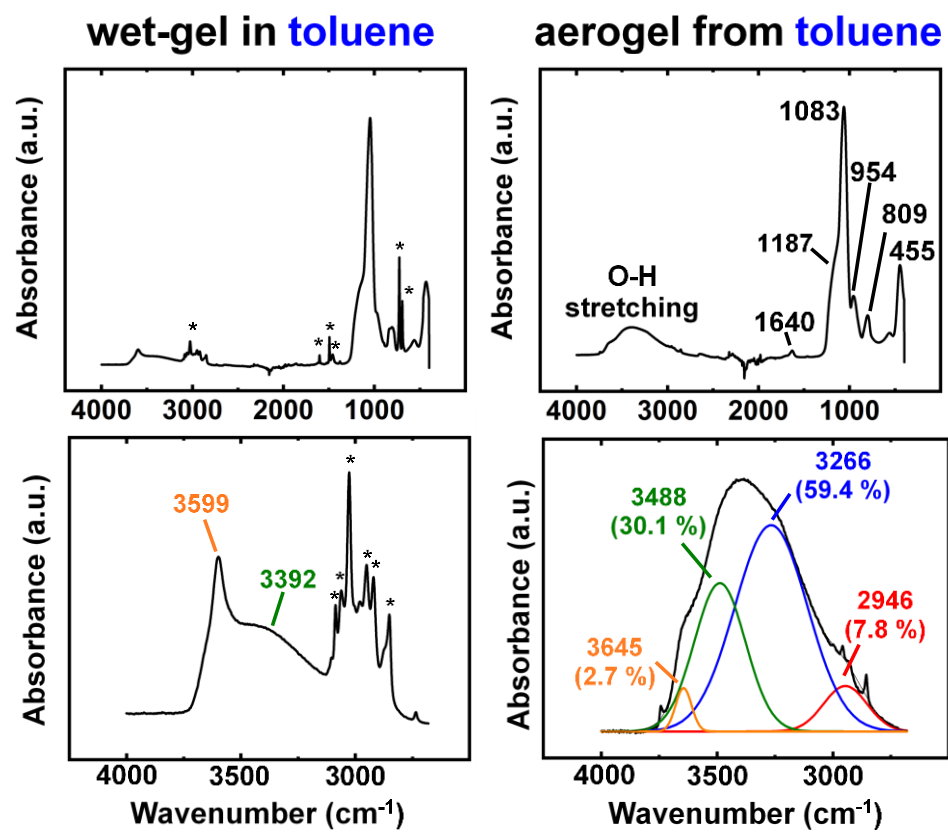 wet-gel in toluene
aerogel from toluene
Absorbance (a.u.)
*
*
*
*
*
*
4000 3000 2000 1000
Absorbance (a.u.)
1083
954
809
1187
455
O-H
stretching
1640
4000 3000 2000 1000
Absorbance (a.u.)
*
3599
3392
*
*
*
*
*
4000 3500 3000
Wavenumber (cm⁻¹)
Absorbance (a.u.)
3266
(59.4 %)
3488
(30.1 %)
2946
(7.8 %)
3645
(2.7 %)
4000 3500 3000
Wavenumber (cm⁻¹)